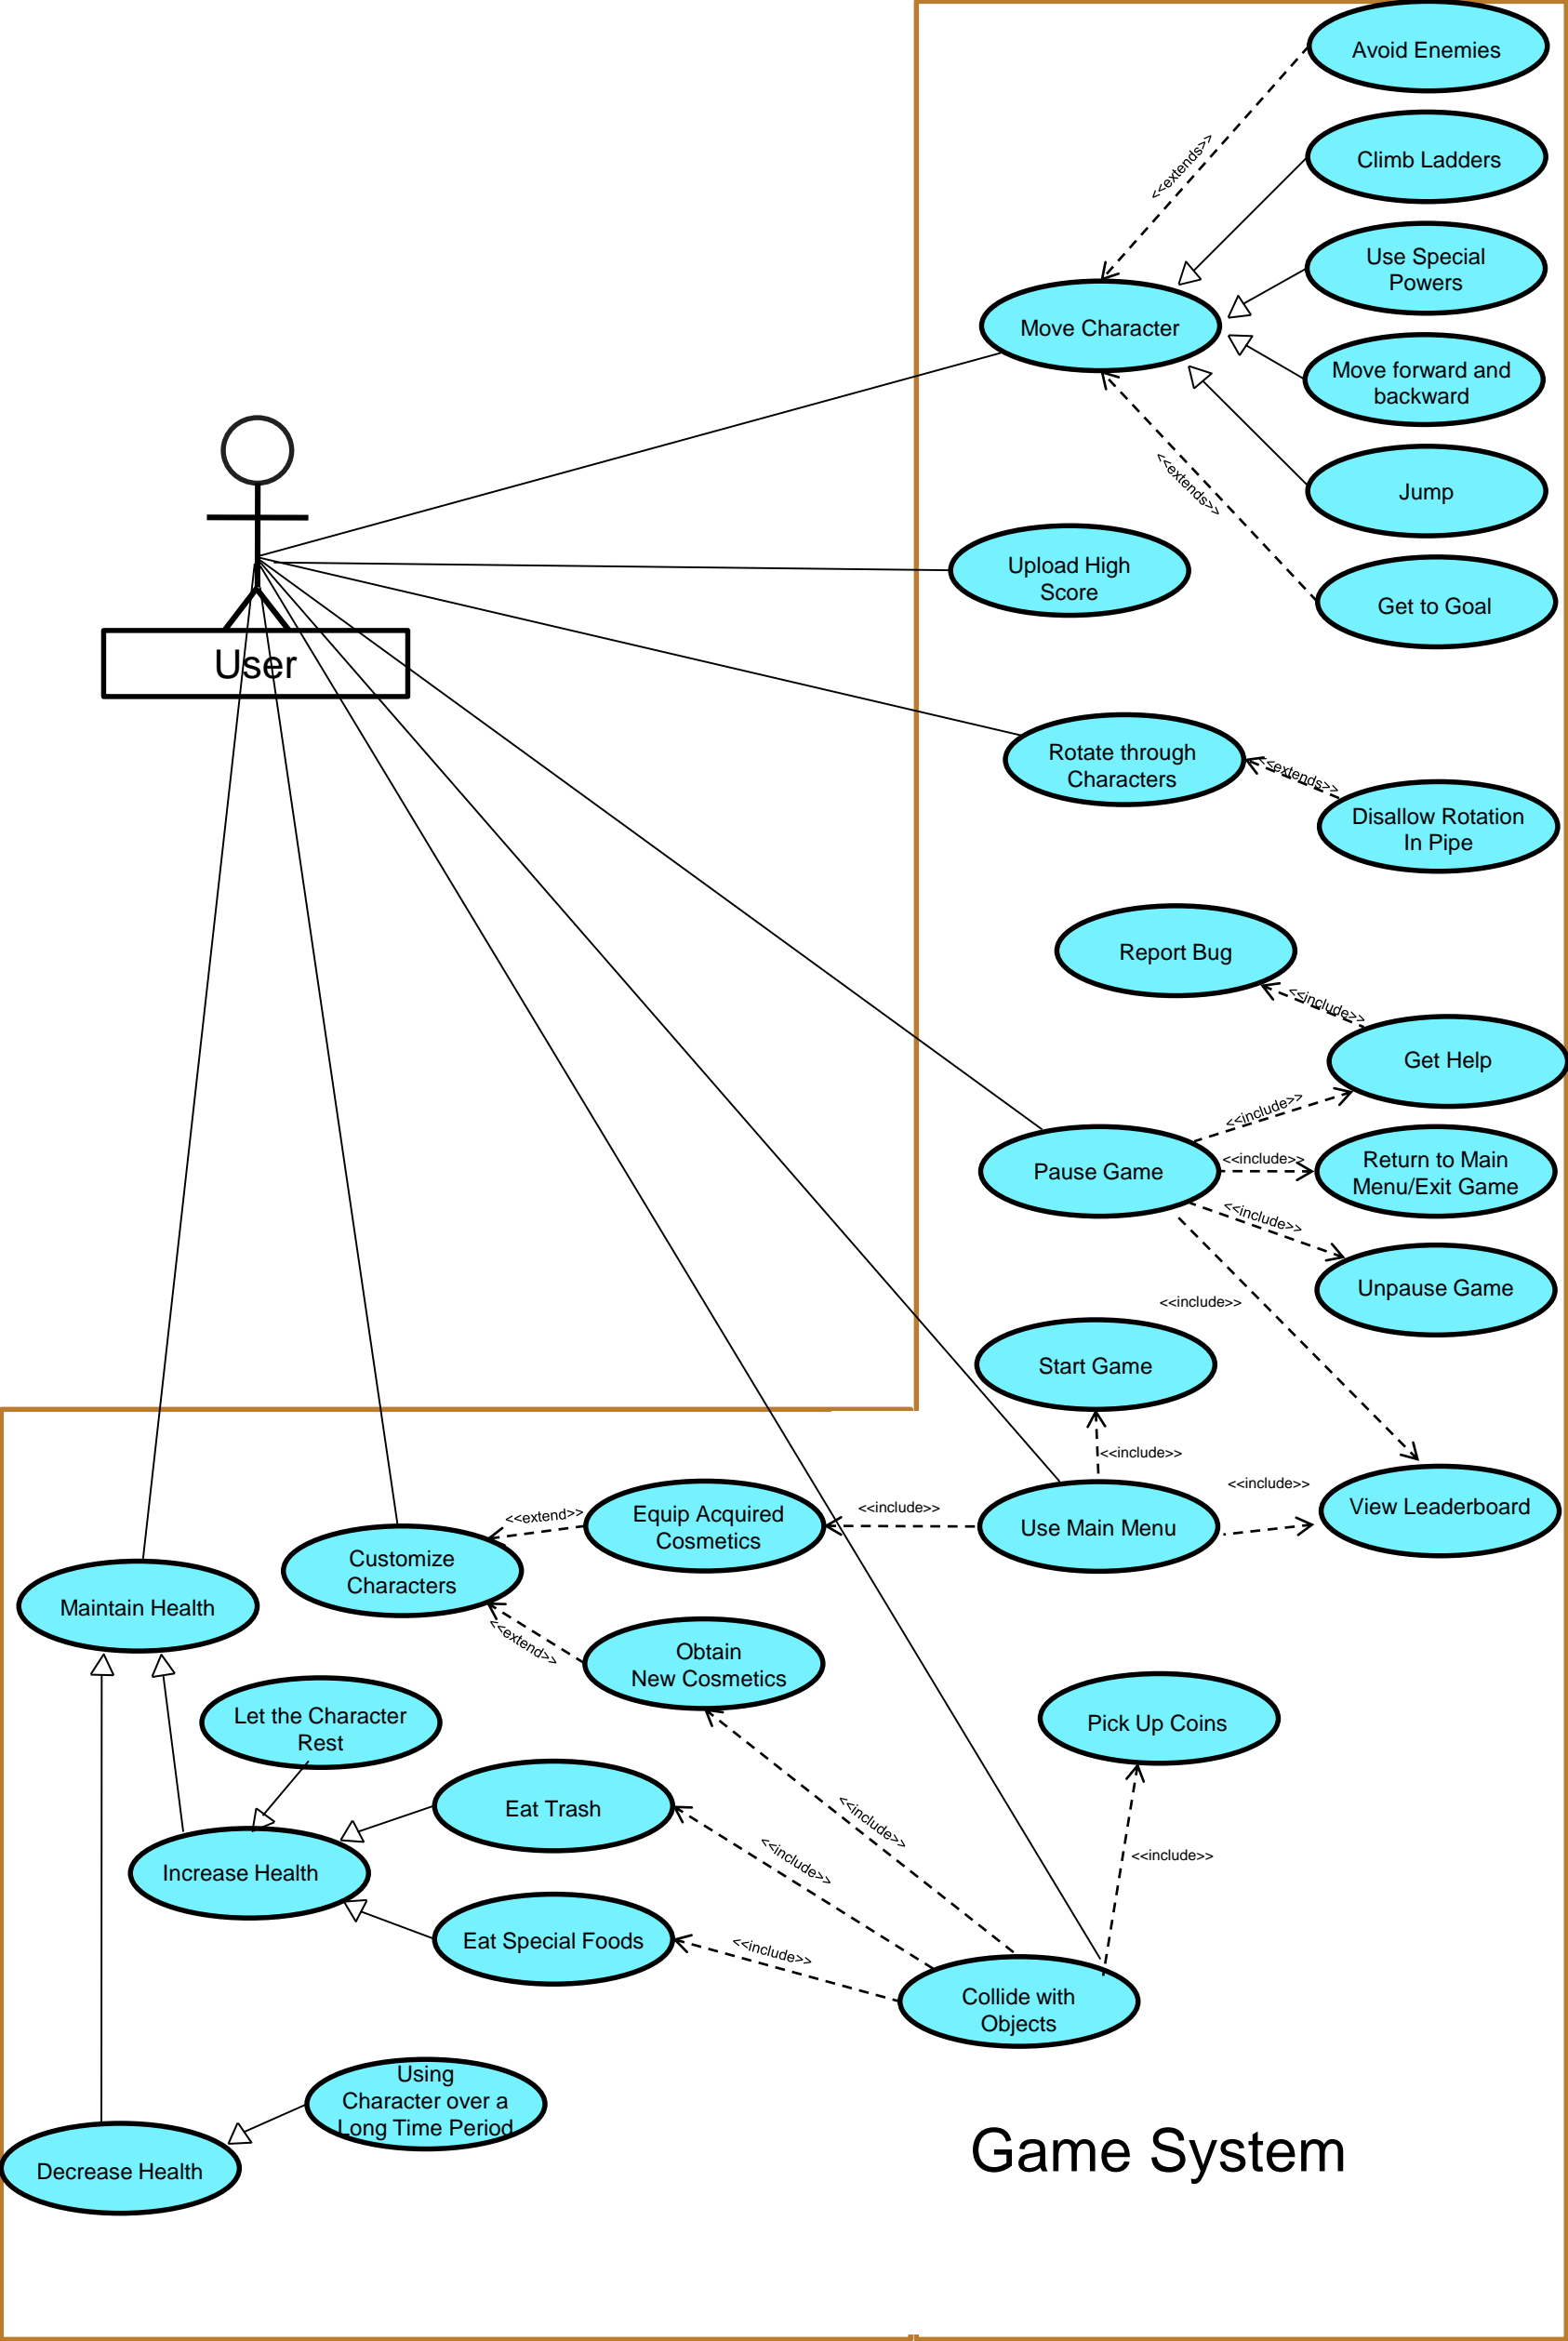 Avoid Enemies
<<extends>>
Climb Ladders
Use Special
Powers
Move Character
Move forward and
backward
<<extends>>
Jump
Upload High
Score
Get to Goal
User
Rotate through
Characters
<<extends>>
Disallow Rotation
In Pipe
Report Bug
<<include>>
Get Help
<<include>>
Pause Game
<<include>>
Return to Main
Menu/Exit Game
<<include>>
Unpause Game
<<include>>
Start Game
<<include>>
<<include>>
View Leaderboard
Use Main Menu
<<include>>
Equip Acquired
Cosmetics
<<extend>>
Customize
Characters
Maintain Health
<<extend>>
Obtain
New Cosmetics
Let the Character
Rest
Pick Up Coins
Eat Trash
<<include>>
<<include>>
<<include>>
Increase Health
Eat Special Foods
<<include>>
Collide with
Objects
Using
Character over a
Long Time Period
Decrease Health
Game System